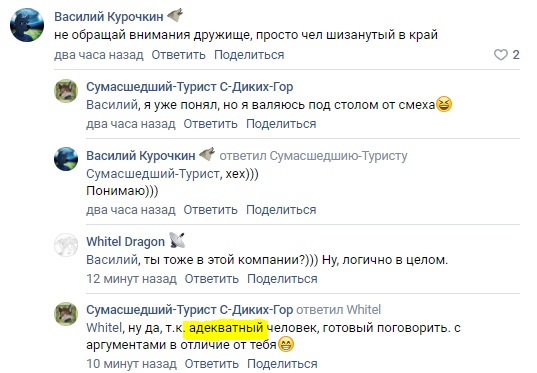 Василий Курочкин
не обращай внимания дружище, просто чел шизанутый в край
два часа назад Ответить Поделиться 2
Сумасшедший-Турист С-Диких-Гор
Василий, я уже понял, но я валяюсь под столом от смеха😆
два часа назад Ответить Поделиться
Василий Курочкин ответил Сумасшедшию-Туристу
Сумасшедший-Турист, хех)))
Понимаю)))
два часа назад Ответить Поделиться
Whitel Dragon
Василий, ты тоже в этой компании?))) Ну, логично в целом.
12 минут назад Ответить Поделиться
Сумасшедший-Турист С-Диких-Гор ответил Whitel
Whitel, ну да, т.к. адекватный человек, готовый поговорить. с
аргументами в отличие от тебя😁
10 минут назад Ответить Поделиться